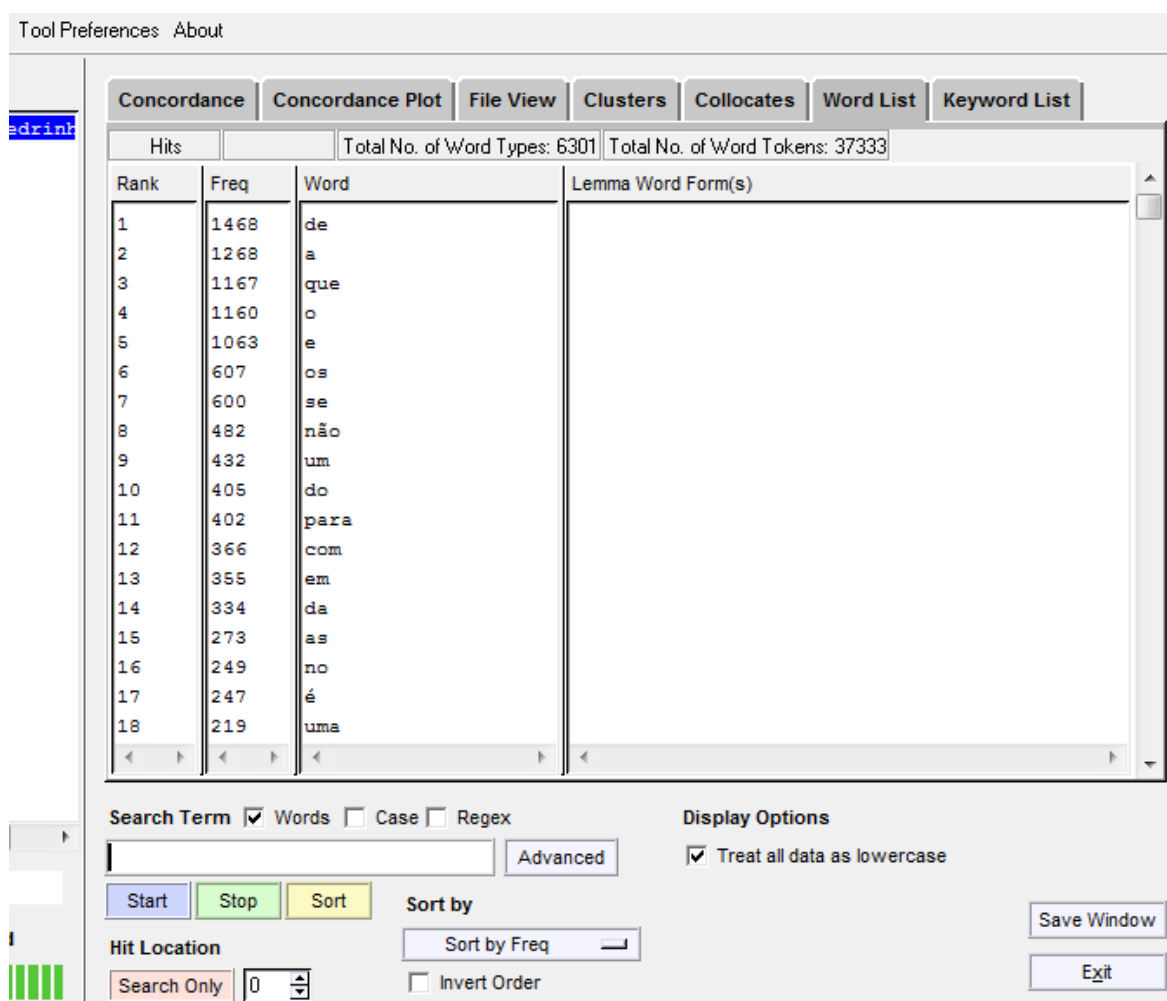 Tool Preferences About
Concordance Concordance Plot File View Clusters Collocates Word List Keyword List
edrinh
Hits Total No. of Word Types: 6301 Total No. of Word Tokens: 37333
Rank Freq Word Lemma Word Form(s)
1 1468 de
2 1268 a
3 1167 que
4 1160 o
5 1063 e
6 607 os
7 600 se
8 482 não
9 432 um
10 405 do
11 402 para
12 366 com
13 355 em
14 334 da
15 273 as
16 249 no
17 247 é
18 219 uma
Search Term Words Case Regex Display Options
Advanced Treat all data as lowercase
Start Stop Sort Sort by
Save Window
Hit Location Sort by Freq
Search Only 0 Invert Order Exit